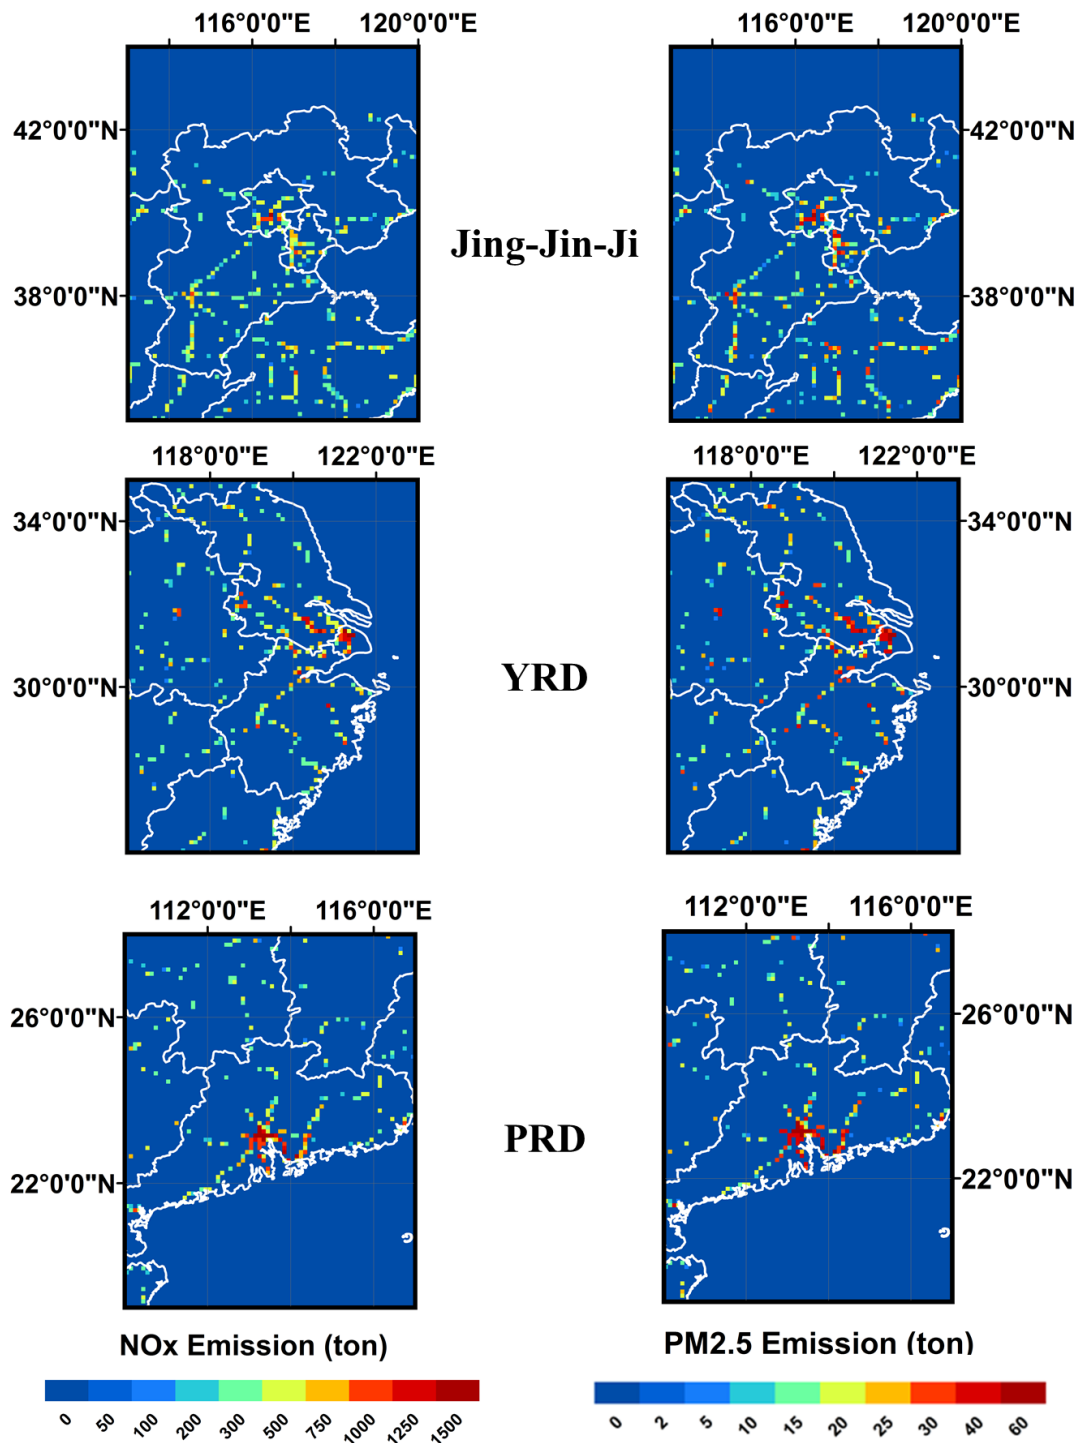 116°0'0"E 120°0'0"E 116°0'0"E 120°0'0"E
42°0'0"N 42°0'0"N
Jing-Jin-Ji
38°0'0"N 38°0'0"N
118°0'0"E 122°0'0"E 118°0'0"E 122°0'0"E
34°0'0"N 34°0'0"N
YRD
30°0'0"N 30°0'0"N
112°0'0"E 116°0'0"E 112°0'0"E 116°0'0"E
26°0'0"N 26°0'0"N
PRD
22°0'0"N 22°0'0"N
NOx Emission (ton) PM2.5 Emission (ton)
0 50 100 200 300 500 750 1000 1250 1500 0 2 5 10 15 20 25 30 40 60